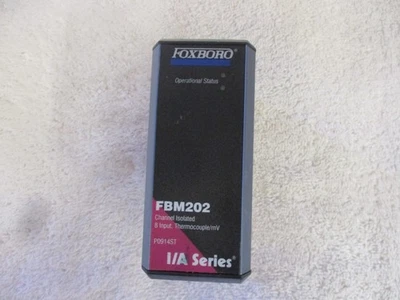 FOXBORO®
Operational Status
FBM202
Channel Isolated
8 Input, Thermocouple/mV
P0914ST
I/A Series®